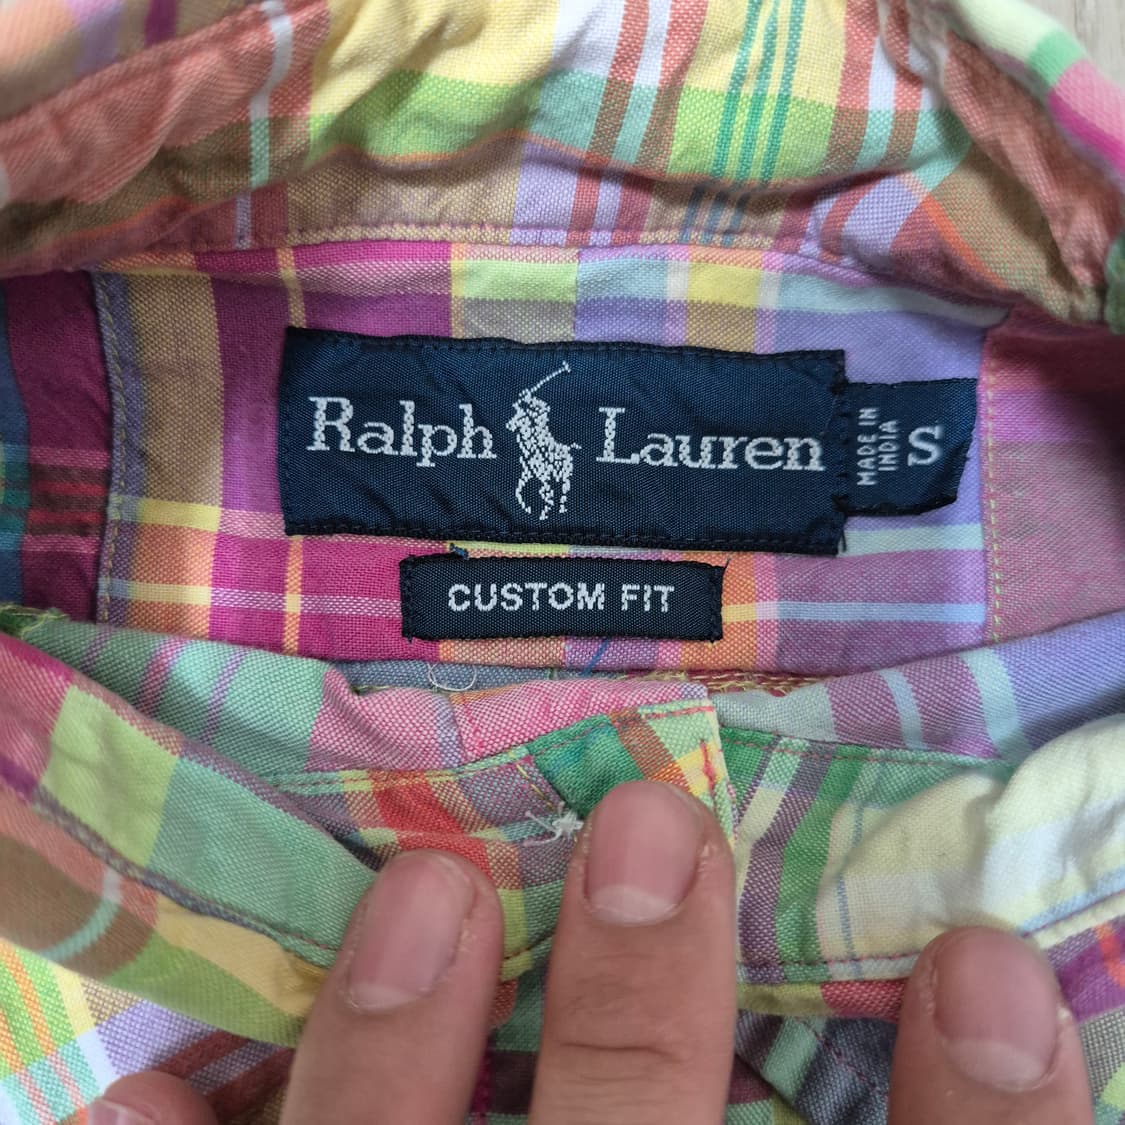 Ralph Lauren
MADE IN
INDIA
S
CUSTOM FIT